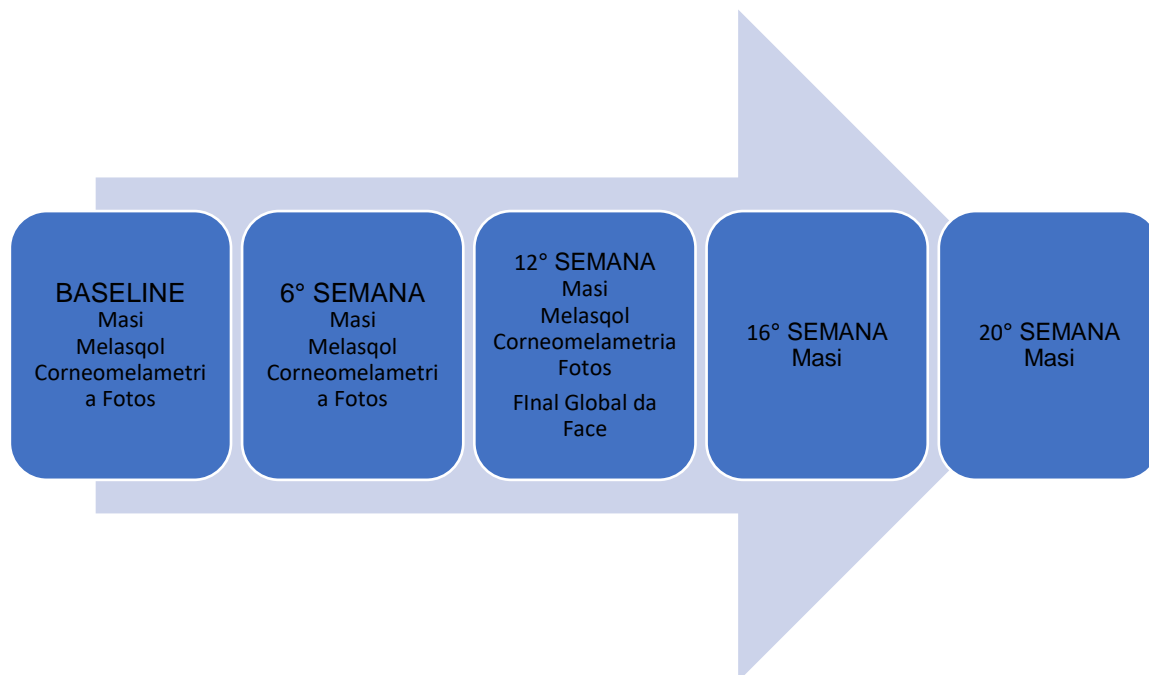 BASELINE
Masi
Melasqol
Corneomelametri
a Fotos
6° SEMANA
Masi
Melasqol
Corneomelametri
a Fotos
12° SEMANA
Masi
Melasqol
Corneomelametria
Fotos
FInal Global da
Face
16° SEMANA
Masi
20° SEMANA
Masi